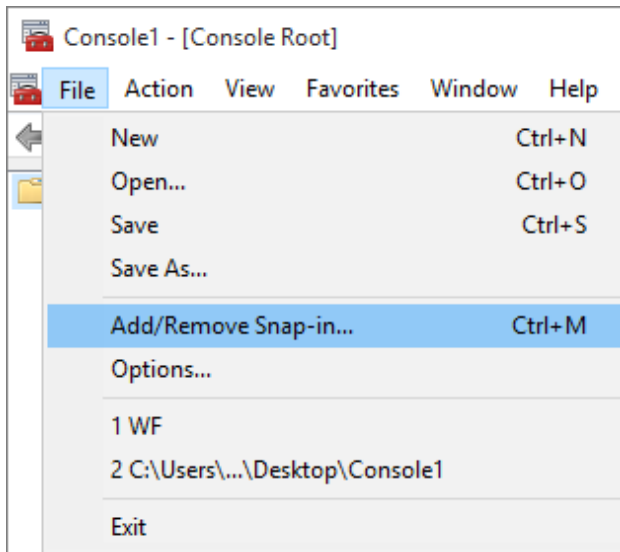 Console1 - [Console Root]
File Action View Favorites Window Help
New Ctrl+N
Open... Ctrl+O
Save Ctrl+S
Save As...
Add/Remove Snap-in... Ctrl+M
Options...
1 WF
2 C:\Users\...\Desktop\Console1
Exit